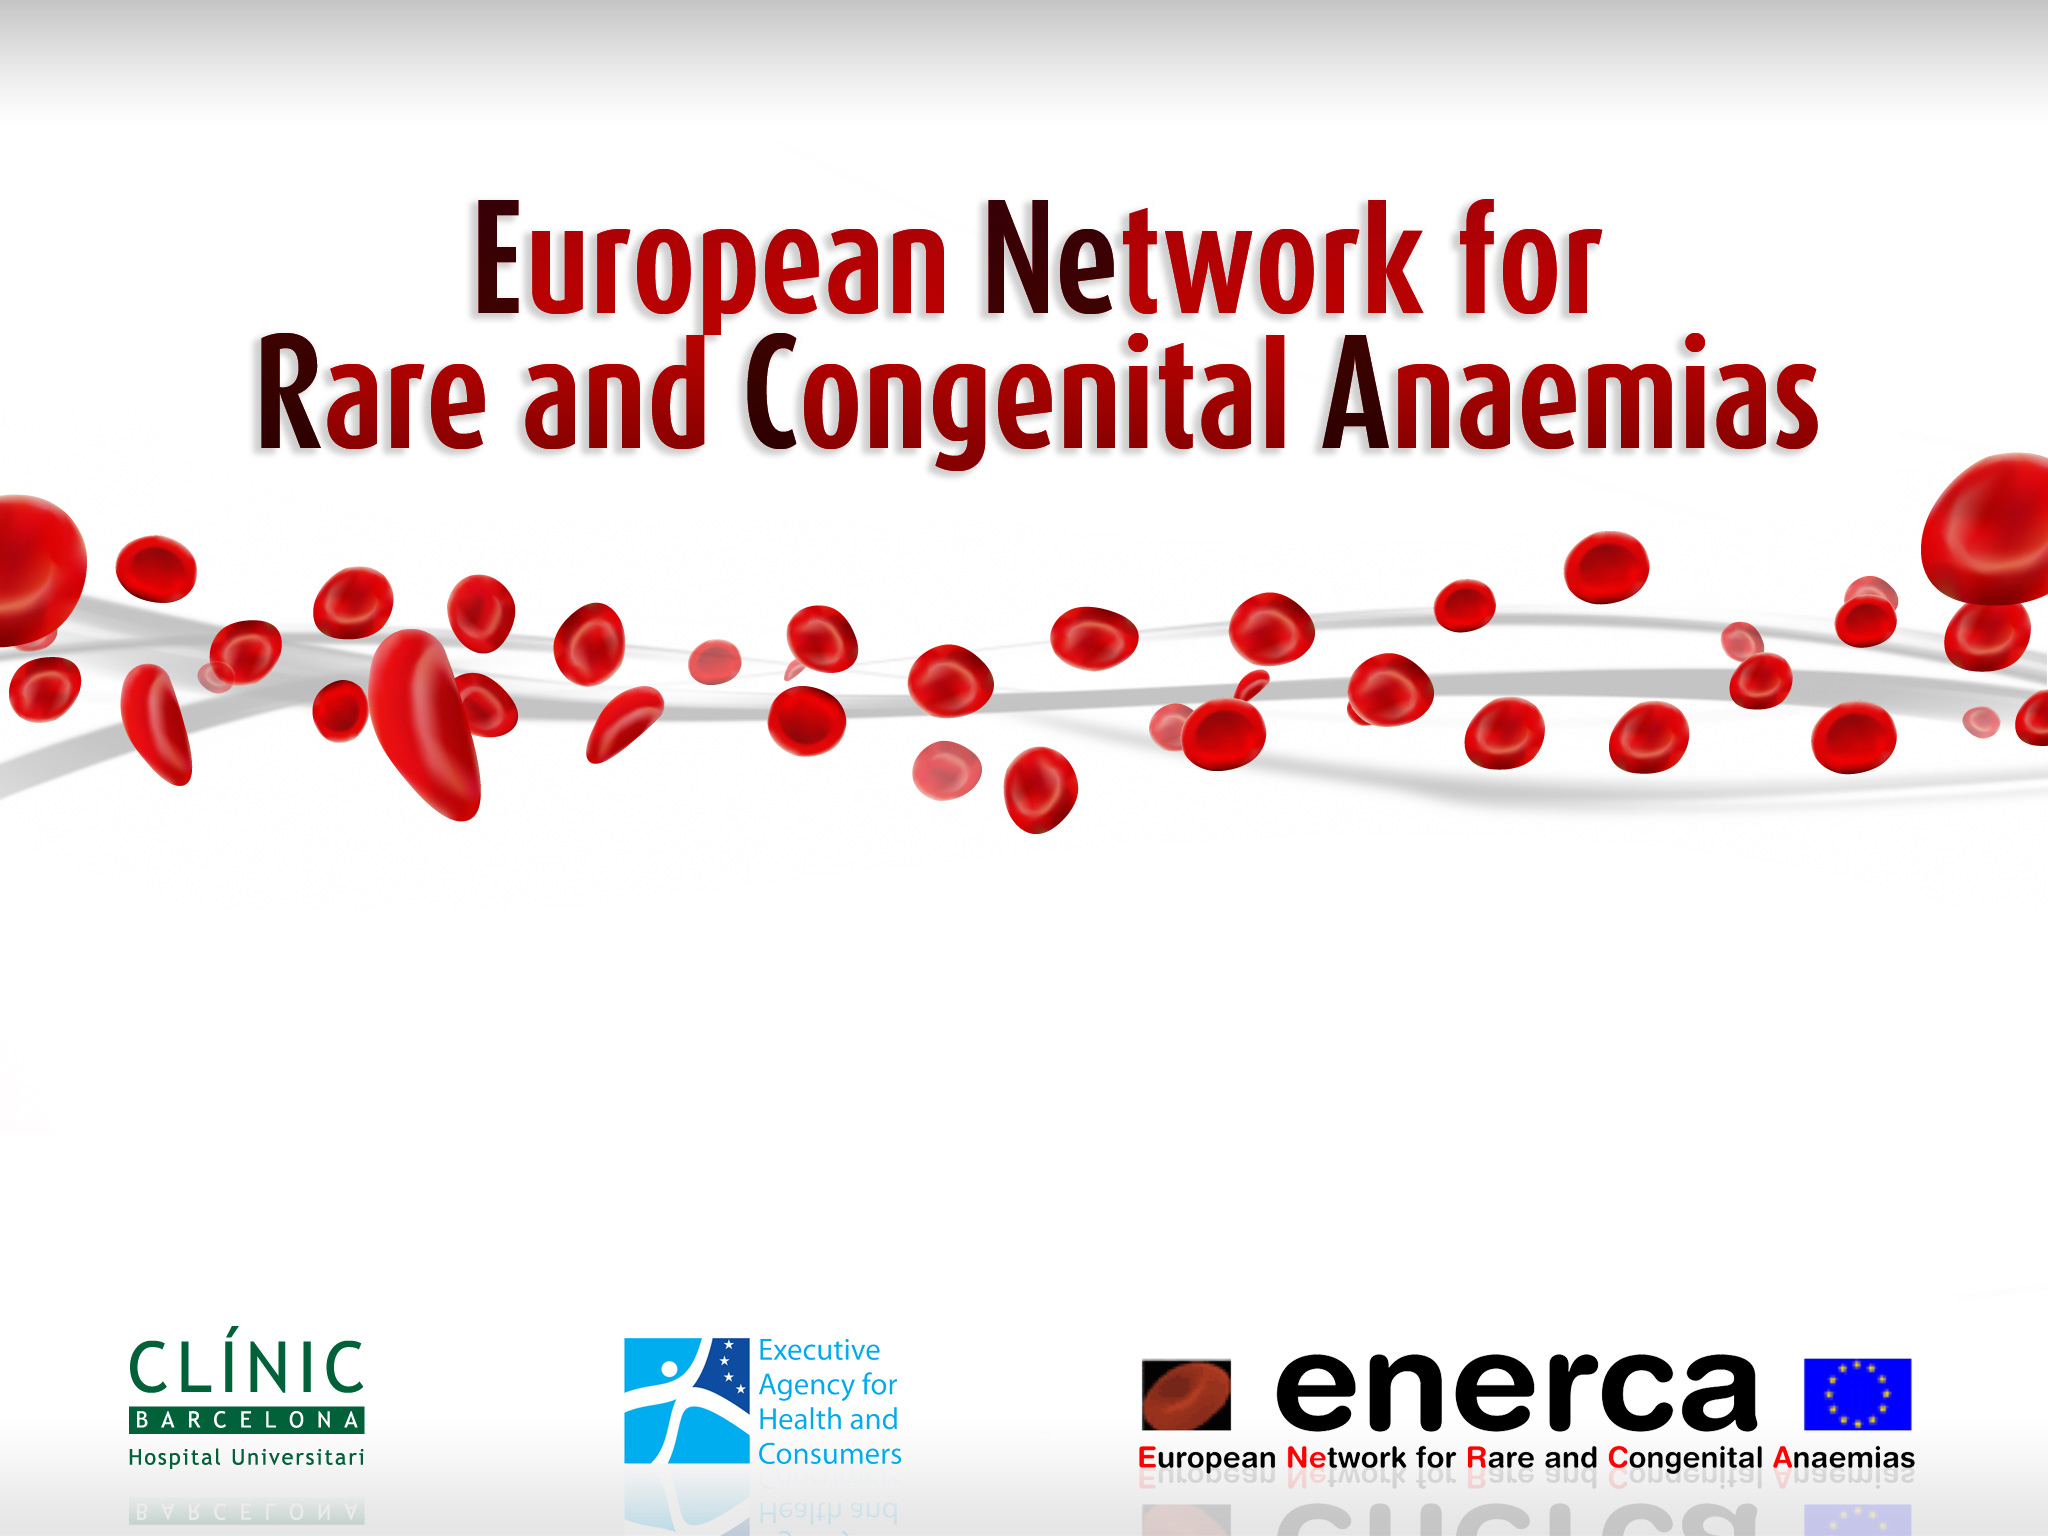 European Network for
Rare and Congenital Anaemias
CLÍNIC
BARCELONA
Hospital Universitari
Executive
Agency for
Health and
Consumers
enerca
European Network for Rare and Congenital Anaemias